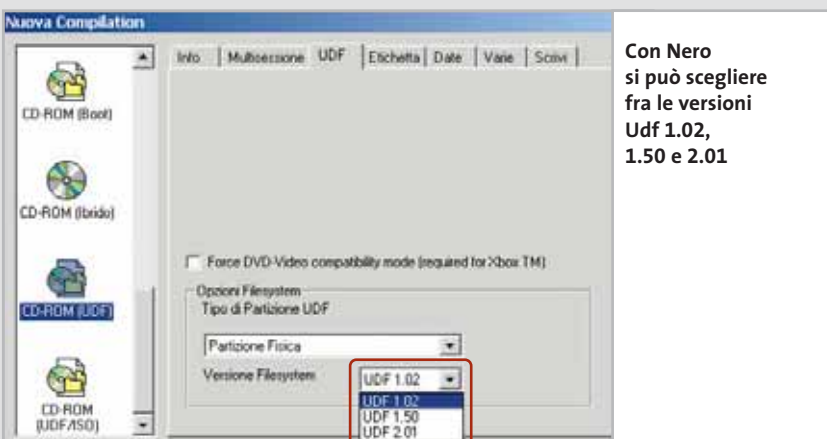 Nuova Compilation
Info Multisessione UDF Etichetta Date Varie Scrivi
CD-ROM (Boot)
CD-ROM (Ibrido)
CD-ROM (UDF)
CD-ROM
(UDF/ISO)
Force DVD-Video compatibility mode (required for Xbox TM)
Opzioni Filesystem
Tipo di Partizione UDF
Partizione Fisica
Versione Filesystem
UDF 1.02
UDF 1.02
UDF 1.50
UDF 2.01
Con Nero
si può scegliere
fra le versioni
Udf 1.02,
1.50 e 2.01